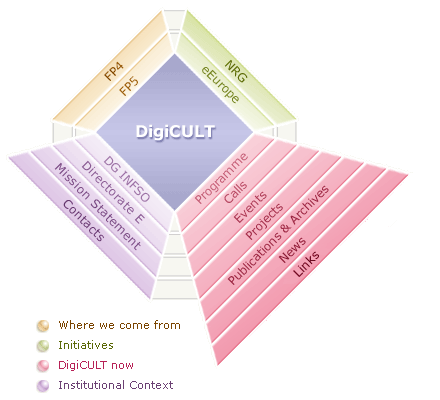 FP4
FP5
NRG
eEurope
DigiCULT
DG INFSO
Directorate E
Mission Statement
Contacts
Programme
Calls
Events
Projects
Publications & Archives
News
Links
Where we come from
Initiatives
DigiCULT now
Institutional Context